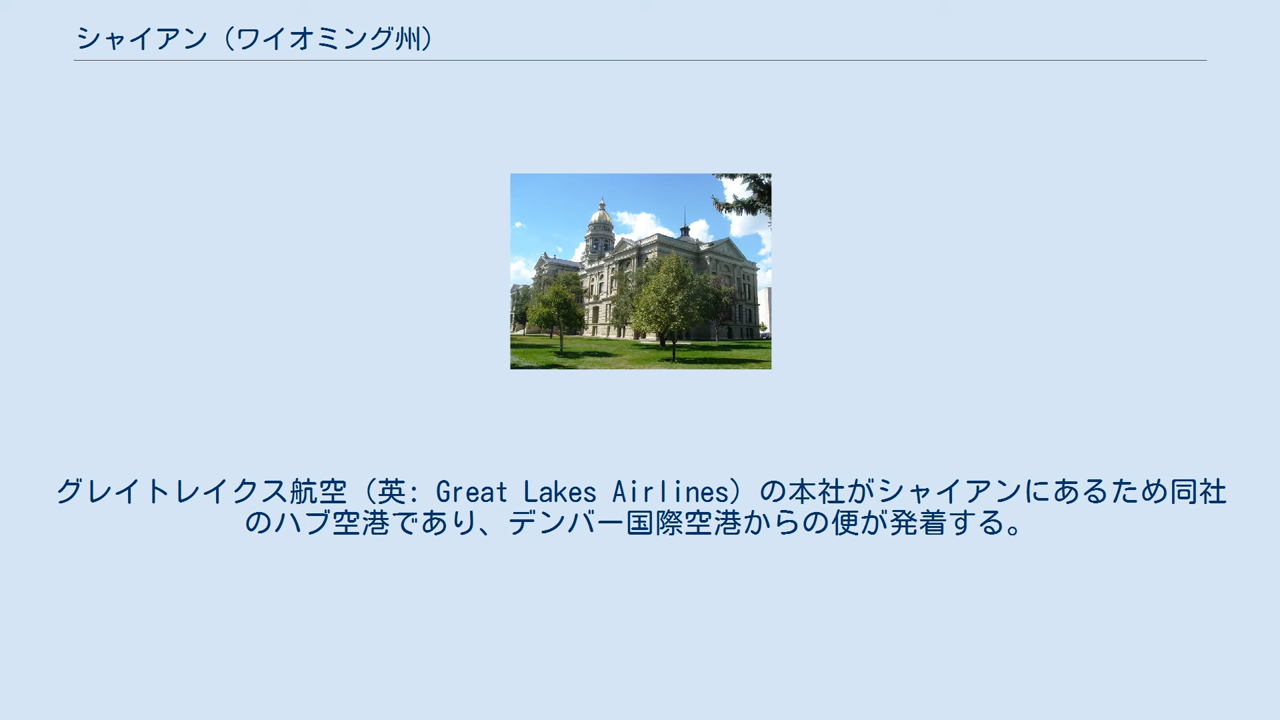 シャイアン（ワイオミング州）
グレイトレイクス航空（英: Great Lakes Airlines）の本社がシャイアンにあるため同社
のハブ空港であり、デンバー国際空港からの便が発着する。